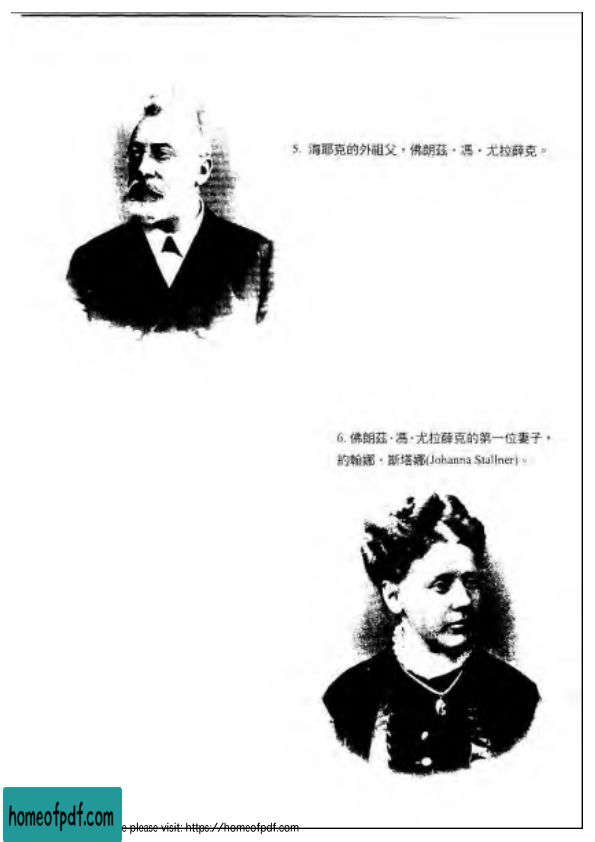 5. 海耶克的外祖父，佛朗茲·馮·尤拉薛克。
6. 佛朗茲·馮·尤拉薛克的第一位妻子，
約翰娜·斯塔娜(Johanna Stallner)。
homeofpdf.com
e please visit: https://homeofpdf.com